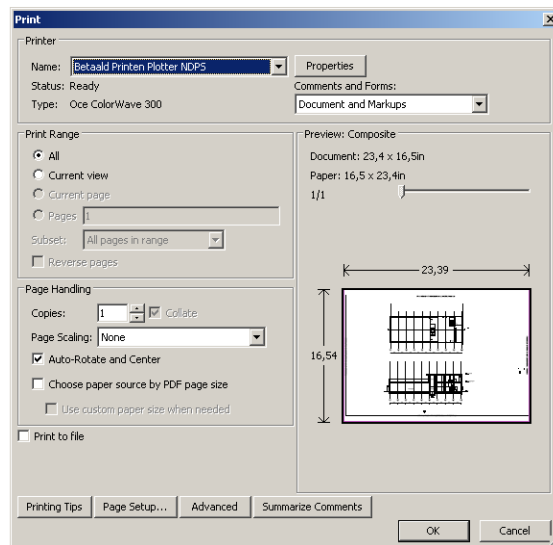 Print
Printer
Name: Betaald Printen Plotter NDPS Properties
Status: Ready Comments and Forms:
Type: Oce ColorWave 300 Document and Markups
Print Range
All
Current view
Current page
Pages 1
Subset: All pages in range
Reverse pages
Page Handling
Copies: 1 Collate
Page Scaling: None
Auto-Rotate and Center
Choose paper source by PDF page size
Use custom paper size when needed
Print to file
Preview: Composite
Document: 23,4 x 16,5in
Paper: 16,5 x 23,4in
1/1
23,39
16,54
Printing Tips Page Setup... Advanced Summarize Comments
OK Cancel